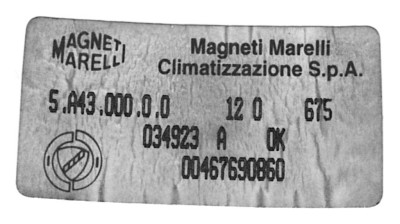 MAGNETI
MARELLI
Magneti Marelli
Climatizzazione S.p.A.
5.A43.000.0.0 12 0 675
034923 A OK
00467690860